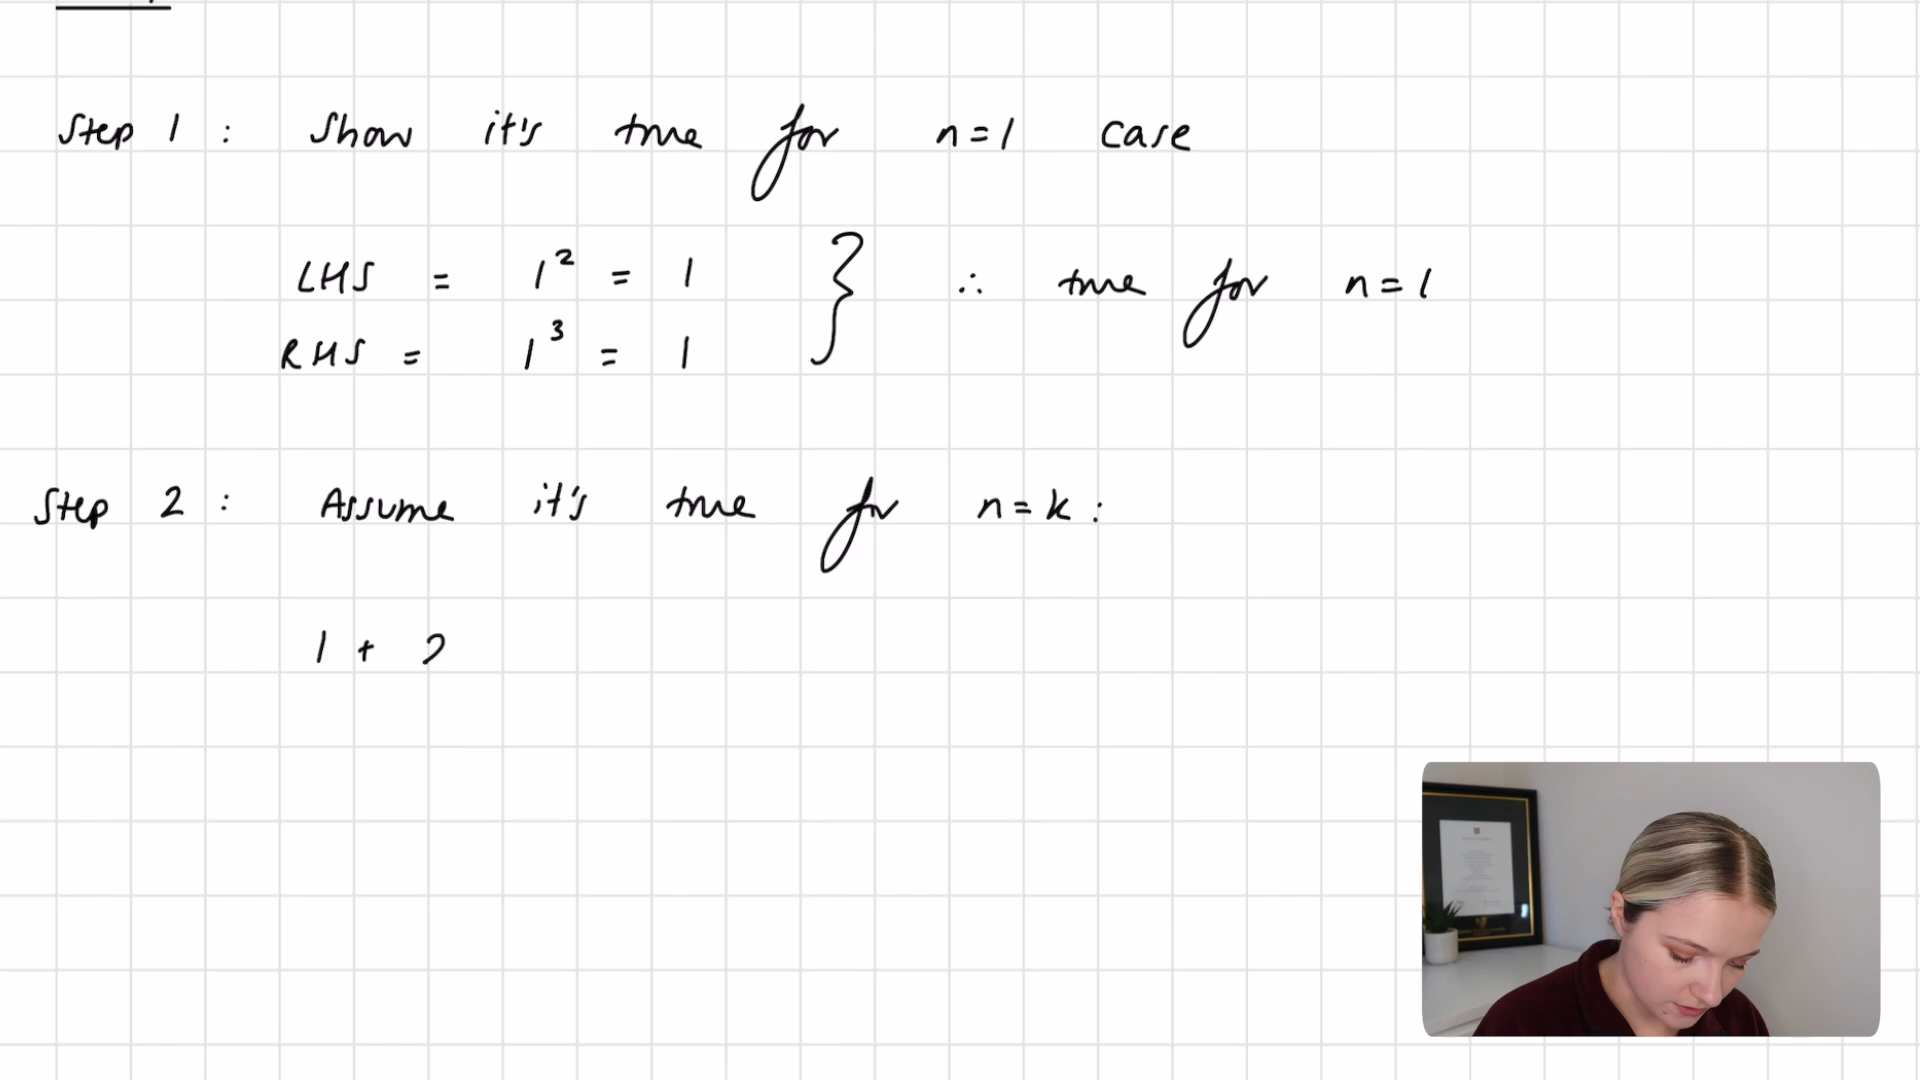 Step 1 : Show it's true for n=1 case
LHS = 1² = 1 } ∴ true for n=1
RHS = 1³ = 1
Step 2 : Assume it's true for n=k :
1 + 2